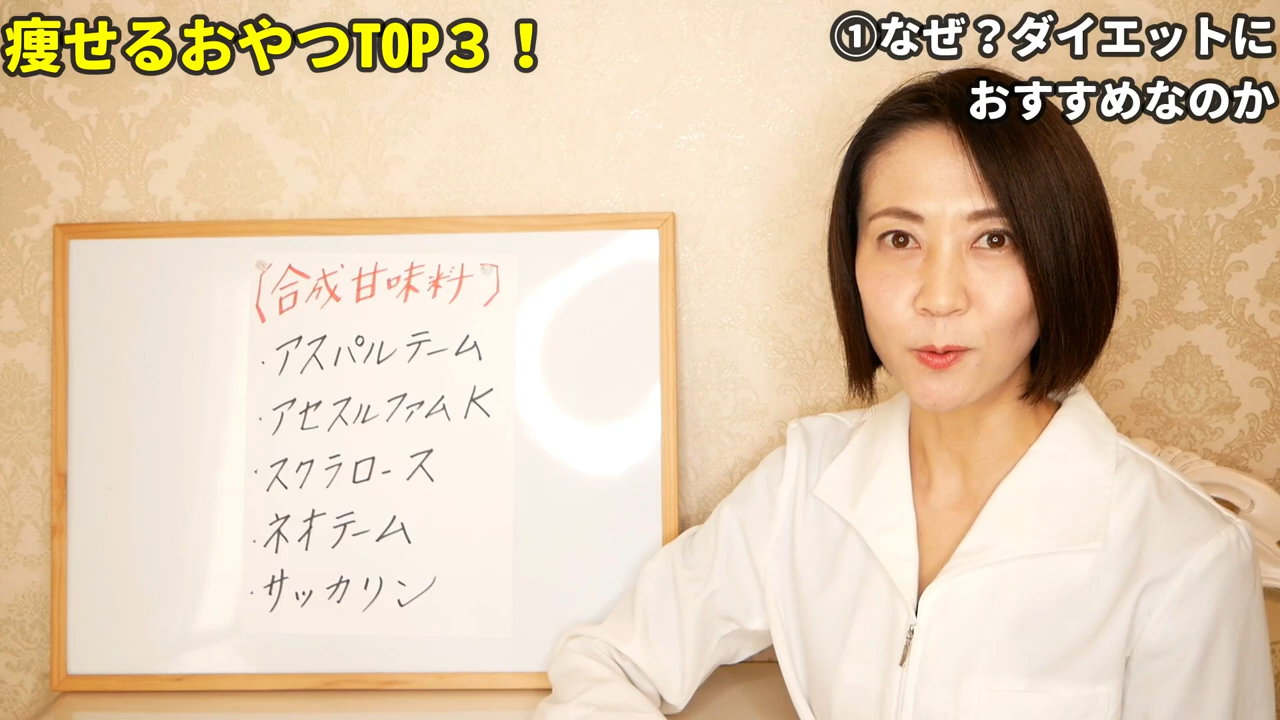 痩せるおやつTOP３！
①なぜ？ダイエットに
おすすめなのか
〔合成甘味料〕
・アスパルテーム
・アセスルファムK
・スクラロース
・ネオテーム
・サッカリン